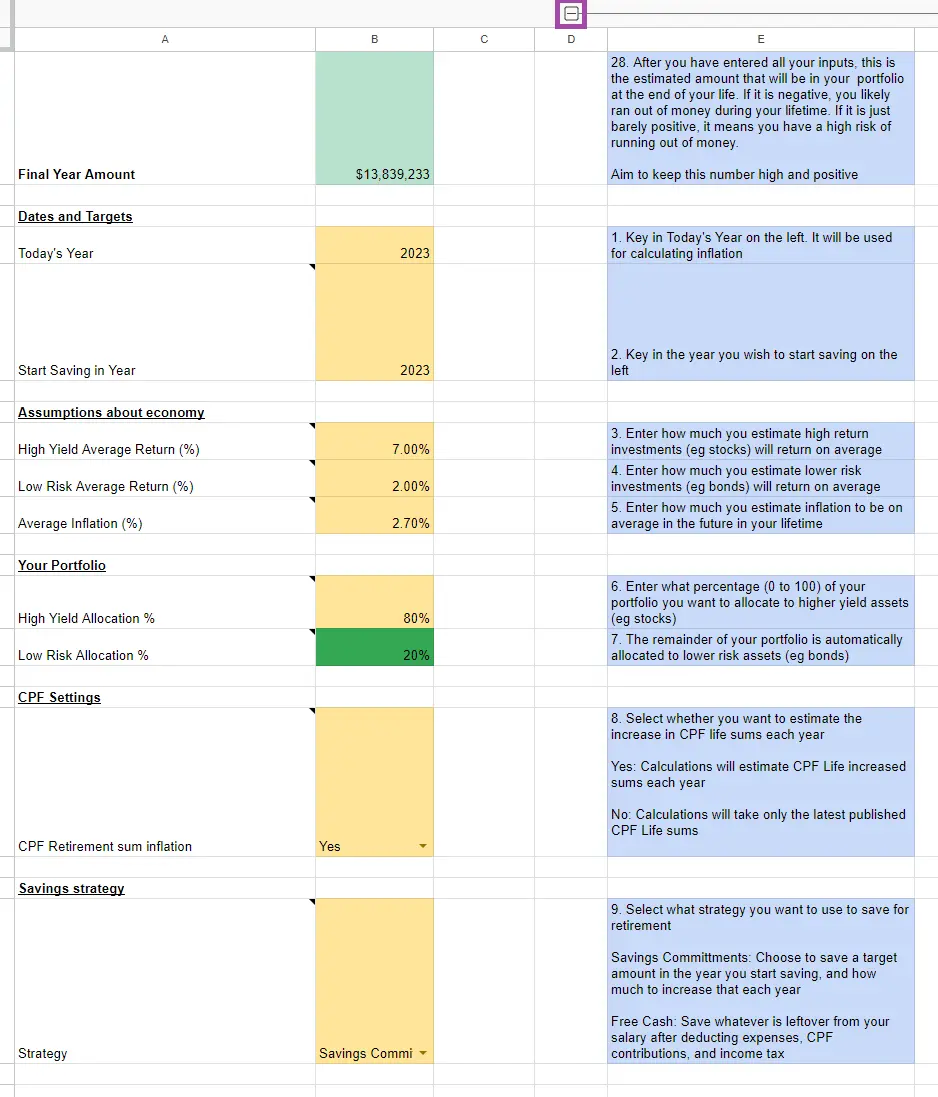 A B C D E
28. After you have entered all your inputs, this is
the estimated amount that will be in your portfolio
at the end of your life. If it is negative, you likely
ran out of money during your lifetime. If it is just
barely positive, it means you have a high risk of
running out of money.
Final Year Amount $13,839,233 Aim to keep this number high and positive
Dates and Targets
1. Key in Today's Year on the left. It will be used
Today's Year 2023 for calculating inflation
2. Key in the year you wish to start saving on the
Start Saving in Year 2023 left
Assumptions about economy
3. Enter how much you estimate high return
High Yield Average Return (%) 7.00% investments (eg stocks) will return on average
4. Enter how much you estimate lower risk
Low Risk Average Return (%) 2.00% investments (eg bonds) will return on average
5. Enter how much you estimate inflation to be on
Average Inflation (%) 2.70% average in the future in your lifetime
Your Portfolio
6. Enter what percentage (0 to 100) of your
portfolio you want to allocate to higher yield assets
High Yield Allocation % 80% (eg stocks)
7. The remainder of your portfolio is automatically
Low Risk Allocation % 20% allocated to lower risk assets (eg bonds)
CPF Settings
8. Select whether you want to estimate the
increase in CPF life sums each year
Yes: Calculations will estimate CPF Life increased
sums each year
No: Calculations will take only the latest published
CPF Life sums
CPF Retirement sum inflation Yes
Savings strategy
9. Select what strategy you want to use to save for
retirement
Savings Committments: Choose to save a target
amount in the year you start saving, and how
much to increase that each year
Free Cash: Save whatever is leftover from your
salary after deducting expenses, CPF
Strategy Savings Commi contributions, and income tax